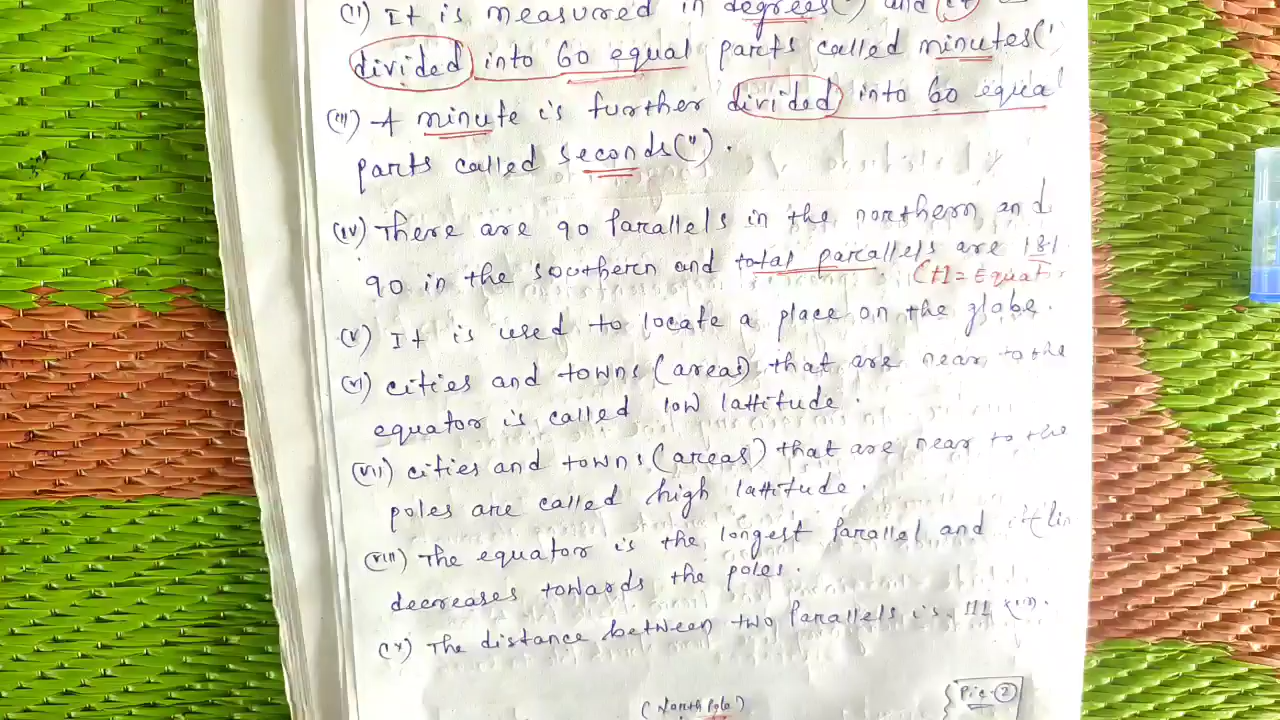 (i) It is measured in degrees(°) and it is
divided into 60 equal parts called minutes('
(iii) A minute is further divided into 60 equal
parts called seconds(").
(iv) There are 90 parallels in the northern and
90 in the southern and total parallels are 181
(+1 = Equat
(v) It is used to locate a place on the globe.
(vi) cities and towns (areas) that are near to the
equator is called low lattitude.
(vii) cities and towns (areas) that are near to the
poles are called high lattitude.
(viii) The equator is the longest parallel and
decreases towards the poles.
(ix) The distance between two parallels is 111
(North Pole)
Pic-②